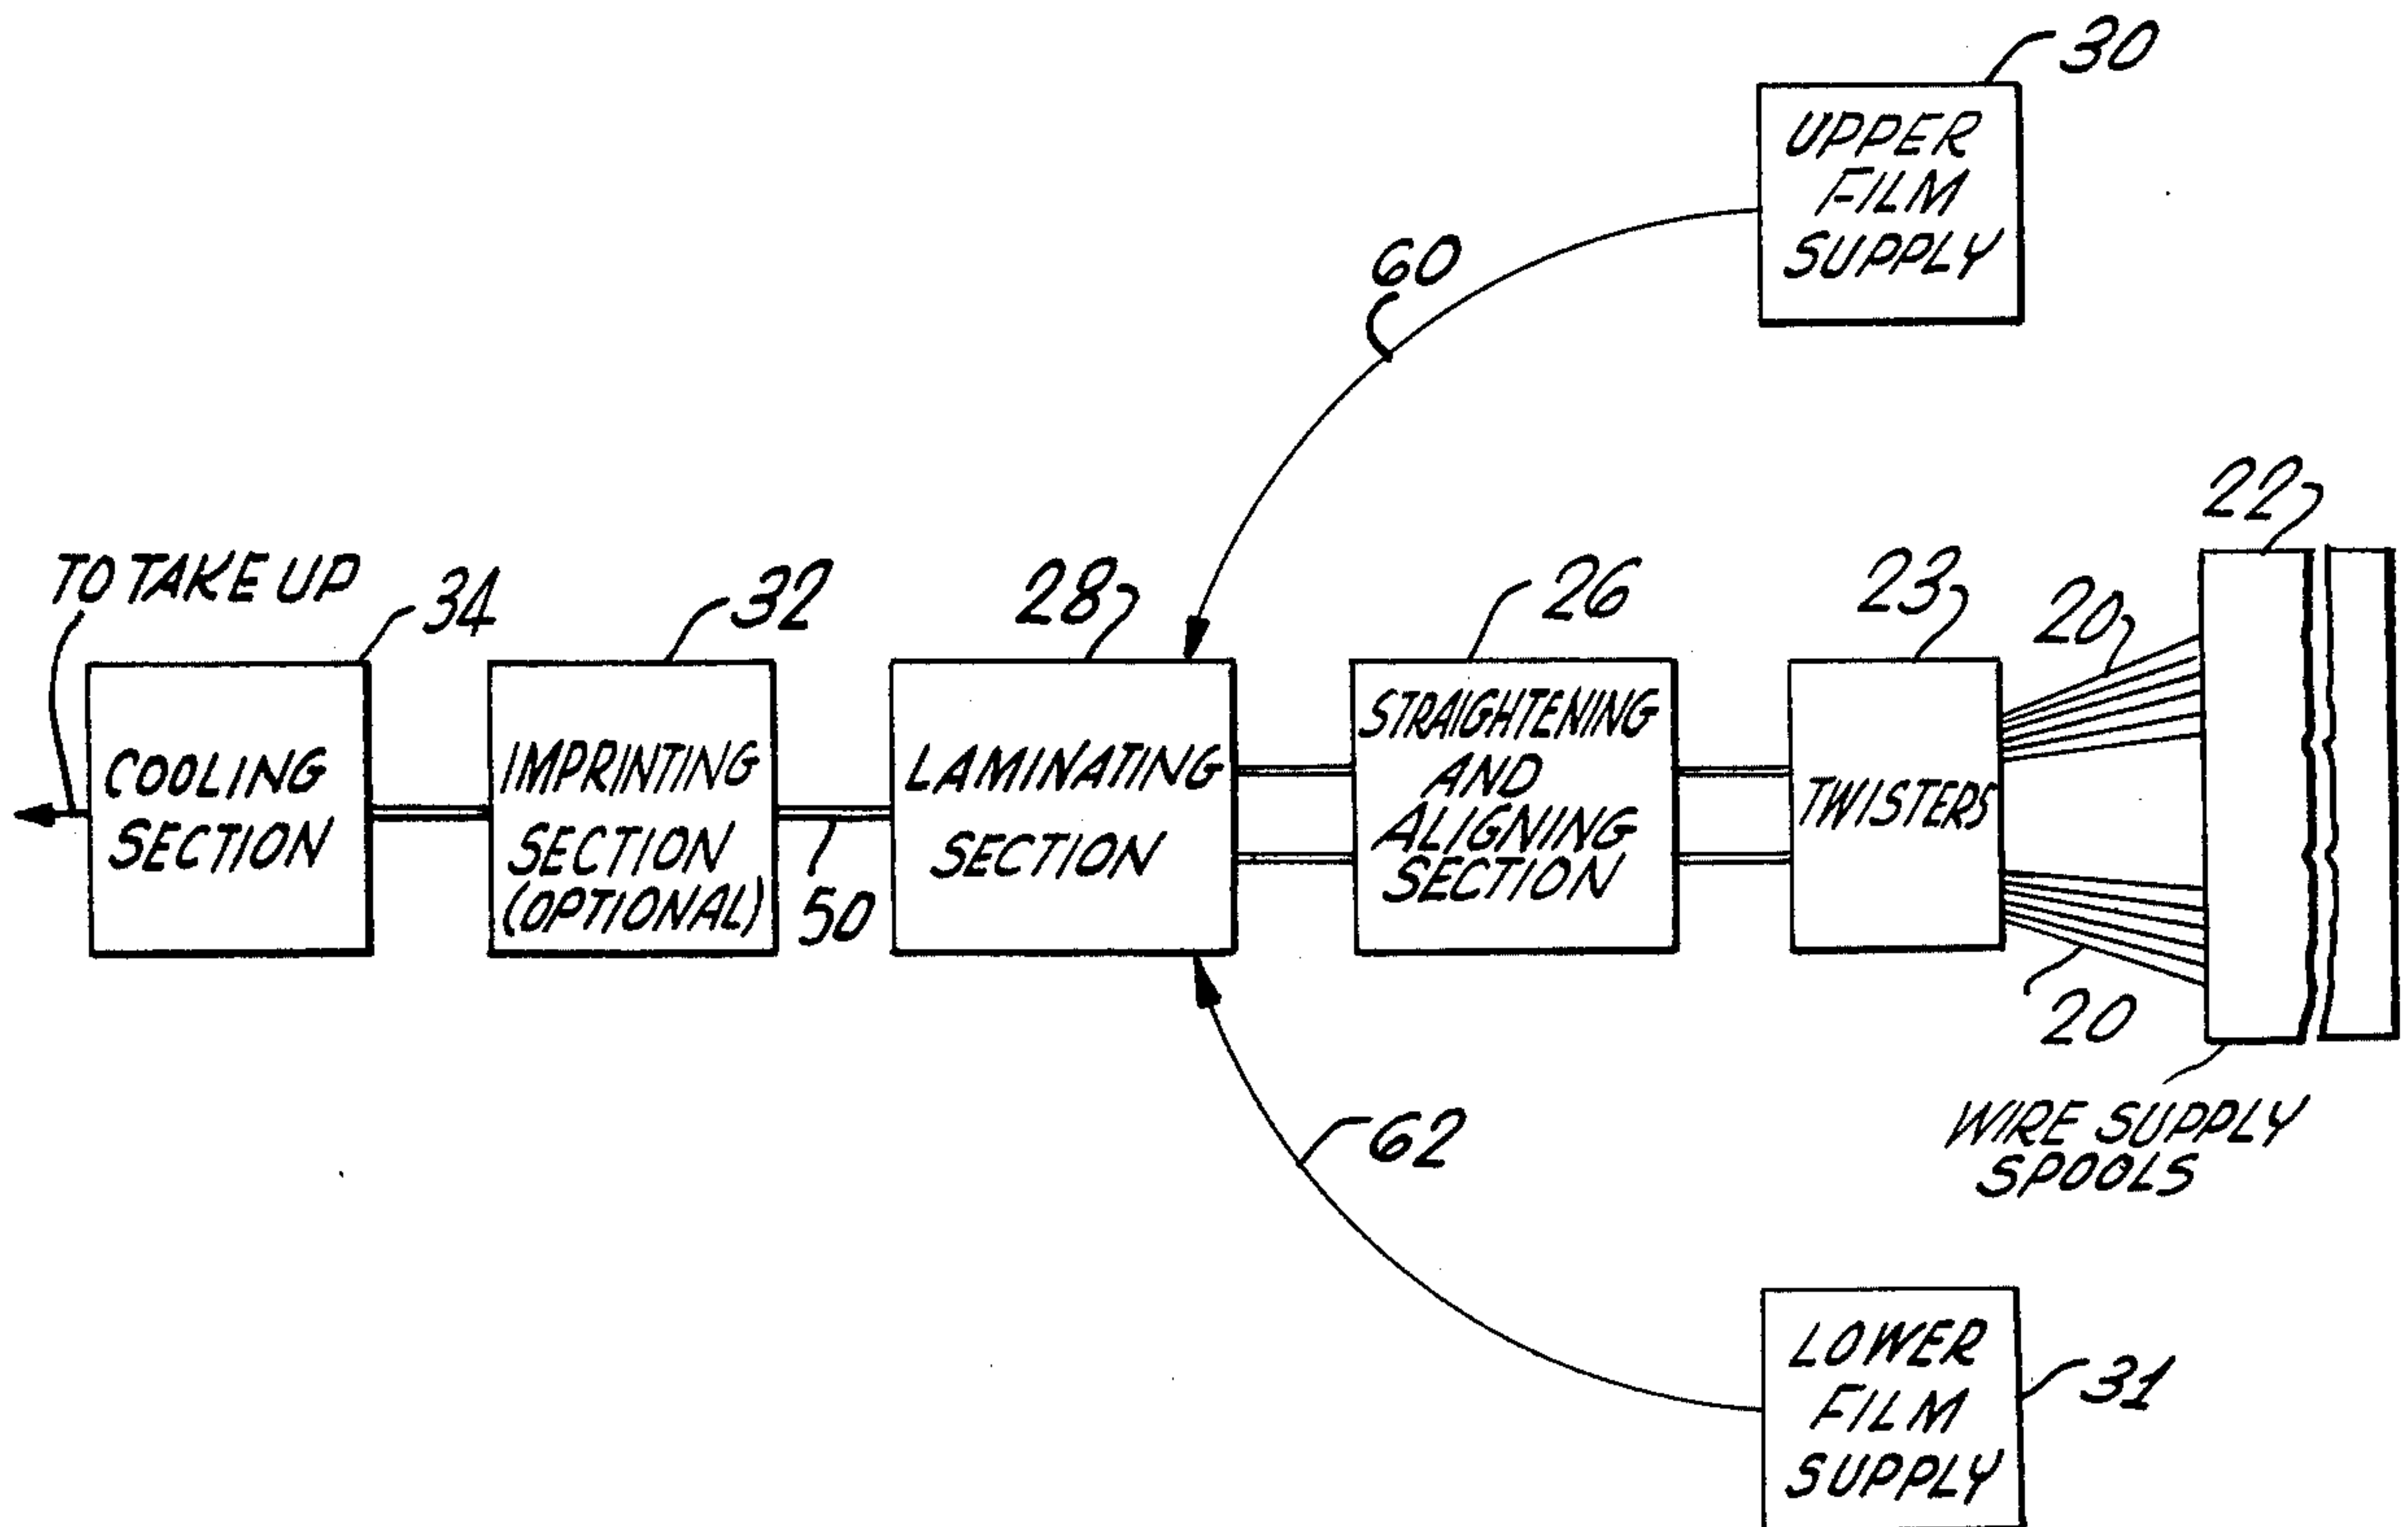 30
UPPER
FILM
SUPPLY
60
22
TO TAKE UP
34
32
28
26
23
20
COOLING
SECTION
IMPRINTING
SECTION
(OPTIONAL)
50
LAMINATING
SECTION
STRAIGHTENING
AND
ALIGNING
SECTION
TWISTERS
20
WIRE SUPPLY
SPOOLS
62
LOWER
FILM
SUPPLY
31